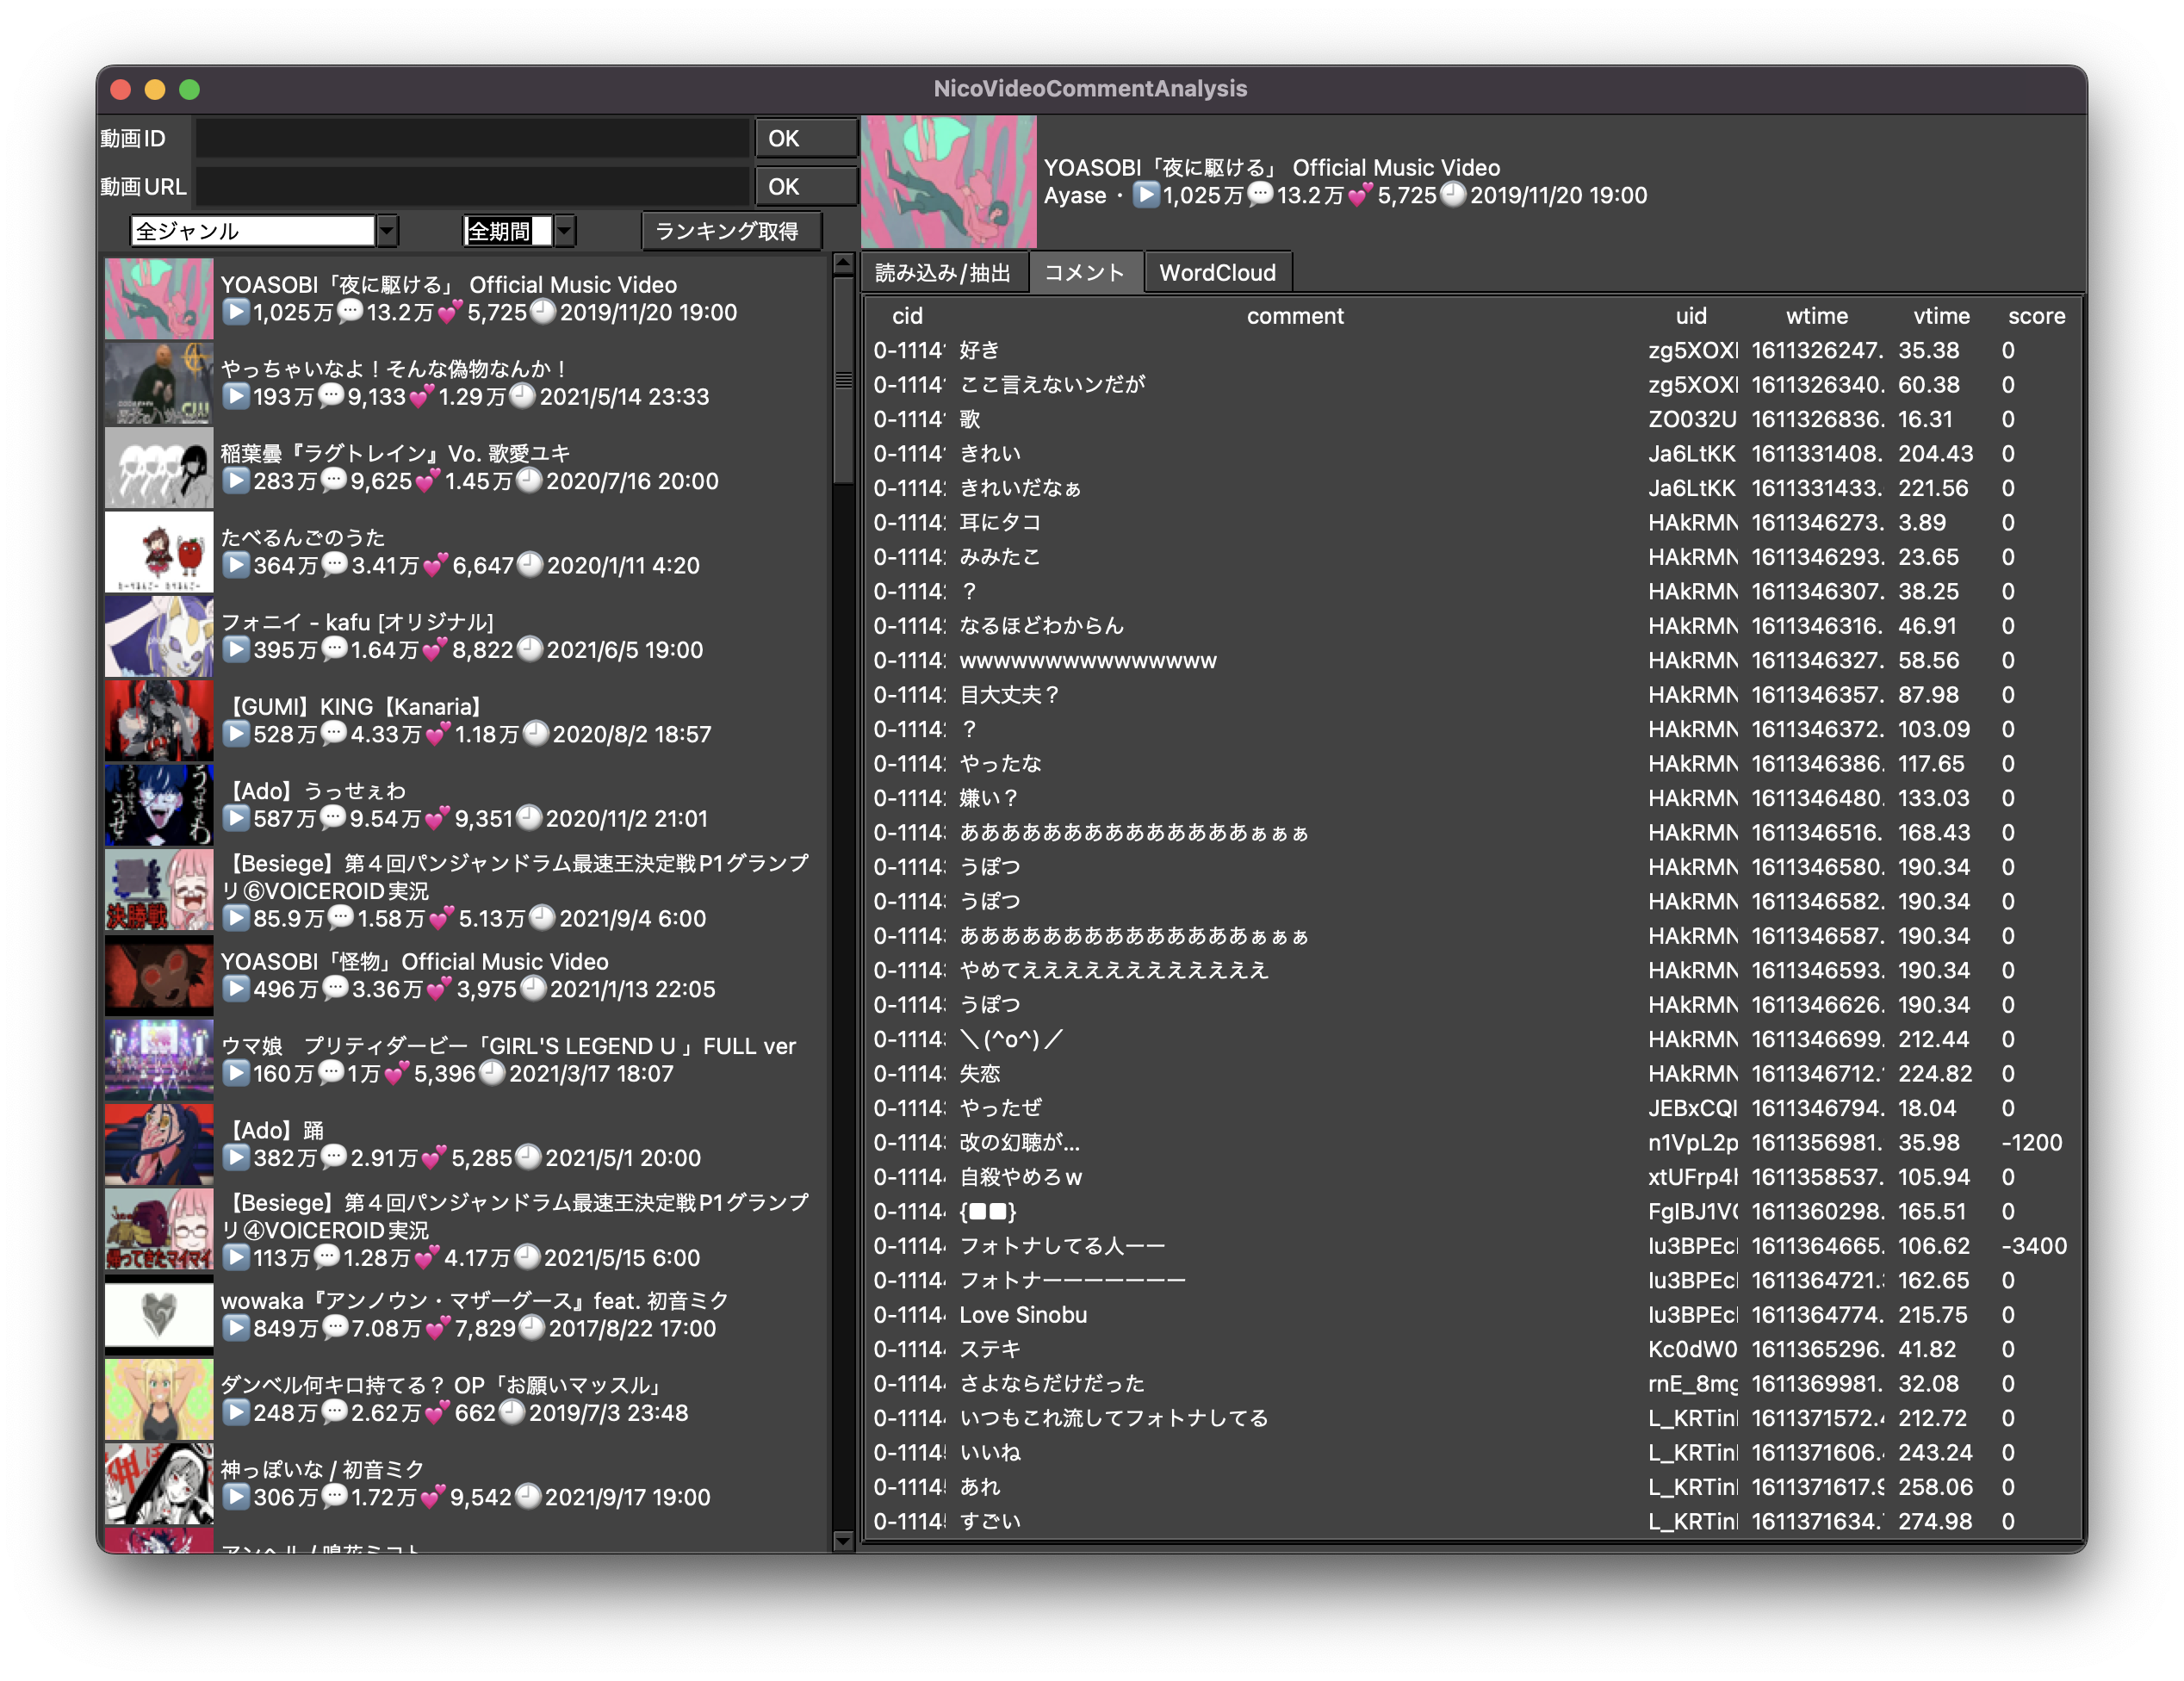 NicoVideoCommentAnalysis
動画ID
OK
動画URL
OK
全ジャンル
全期間
ランキング取得
YOASOBI「夜に駆ける」 Official Music Video
▶️1,025万💬13.2万💕5,725🕘2019/11/20 19:00
やっちゃいなよ！そんな偽物なんか！
▶️193万💬9,133💕1.29万🕘2021/5/14 23:33
稲葉曇『ラグトレイン』Vo. 歌愛ユキ
▶️283万💬9,625💕1.45万🕘2020/7/16 20:00
たべるんごのうた
▶️364万💬3.41万💕6,647🕘2020/1/11 4:20
フォニイ - kafu [オリジナル]
▶️395万💬1.64万💕8,822🕘2021/6/5 19:00
【GUMI】KING【Kanaria】
▶️528万💬4.33万💕1.18万🕘2020/8/2 18:57
【Ado】うっせぇわ
▶️587万💬9.54万💕9,351🕘2020/11/2 21:01
【Besiege】第４回パンジャンドラム最速王決定戦P1グランプ
リ⑥VOICEROID実況
▶️85.9万💬1.58万💕5.13万🕘2021/9/4 6:00
決勝戦
YOASOBI「怪物」Official Music Video
▶️496万💬3.36万💕3,975🕘2021/1/13 22:05
ウマ娘　プリティダービー「GIRL'S LEGEND U 」FULL ver
▶️160万💬1万💕5,396🕘2021/3/17 18:07
【Ado】踊
▶️382万💬2.91万💕5,285🕘2021/5/1 20:00
【Besiege】第４回パンジャンドラム最速王決定戦P1グランプ
リ④VOICEROID実況
▶️113万💬1.28万💕4.17万🕘2021/5/15 6:00
帰ってきたマイマイ
wowaka『アンノウン・マザーグース』feat. 初音ミク
▶️849万💬7.08万💕7,829🕘2017/8/22 17:00
ダンベル何キロ持てる？ OP「お願いマッスル」
▶️248万💬2.62万💕662🕘2019/7/3 23:48
神っぽいな / 初音ミク
▶️306万💬1.72万💕9,542🕘2021/9/17 19:00
YOASOBI「夜に駆ける」 Official Music Video
Ayase・▶️1,025万💬13.2万💕5,725🕘2019/11/20 19:00
読み込み/抽出 コメント WordCloud
cid comment uid wtime vtime score
0-1114 好き zg5XOX 1611326247. 35.38 0
0-1114 ここ言えないンだが zg5XOX 1611326340. 60.38 0
0-1114 歌 ZO032U 1611326836. 16.31 0
0-1114 きれい Ja6LtKK 1611331408. 204.43 0
0-1114 きれいだなぁ Ja6LtKK 1611331433. 221.56 0
0-1114 耳にタコ HAkRM 1611346273. 3.89 0
0-1114 みみたこ HAkRM 1611346293. 23.65 0
0-1114 ？ HAkRM 1611346307. 38.25 0
0-1114 なるほどわからん HAkRM 1611346316. 46.91 0
0-1114 wwwwwwwwwwwwwww HAkRM 1611346327. 58.56 0
0-1114 目大丈夫？ HAkRM 1611346357. 87.98 0
0-1114 ？ HAkRM 1611346372. 103.09 0
0-1114 やったな HAkRM 1611346386. 117.65 0
0-1114 嫌い？ HAkRM 1611346480. 133.03 0
0-1114 ああああああああああああああぁぁぁ HAkRM 1611346516. 168.43 0
0-1114 うぽつ HAkRM 1611346580. 190.34 0
0-1114 うぽつ HAkRM 1611346582. 190.34 0
0-1114 ああああああああああああああぁぁぁ HAkRM 1611346587. 190.34 0
0-1114 やめてえええええええええええええ HAkRM 1611346593. 190.34 0
0-1114 うぽつ HAkRM 1611346626. 190.34 0
0-1114 ＼(^o^)／ HAkRM 1611346699. 212.44 0
0-1114 失恋 HAkRM 1611346712. 224.82 0
0-1114 やったぜ JEBxCQ 1611346794. 18.04 0
0-1114 改の幻聴が... n1VpL2p 1611356981. 35.98 -1200
0-1114 自殺やめろｗ xtUFrp4 1611358537. 105.94 0
0-1114 {■■} FgIBJ1V 1611360298. 165.51 0
0-1114 フォトナしてる人ーー Iu3BPEc 1611364665. 106.62 -3400
0-1114 フォトナーーーーーーー Iu3BPEc 1611364721. 162.65 0
0-1114 Love Sinobu Iu3BPEc 1611364774. 215.75 0
0-1114 ステキ Kc0dW0 1611365296. 41.82 0
0-1114 さよならだけだった rnE_8m 1611369981. 32.08 0
0-1114 いつもこれ流してフォトナしてる L_KRTin 1611371572. 212.72 0
0-1114 いいね L_KRTin 1611371606. 243.24 0
0-1114 あれ L_KRTin 1611371617. 258.06 0
0-1114 すごい L_KRTin 1611371634. 274.98 0